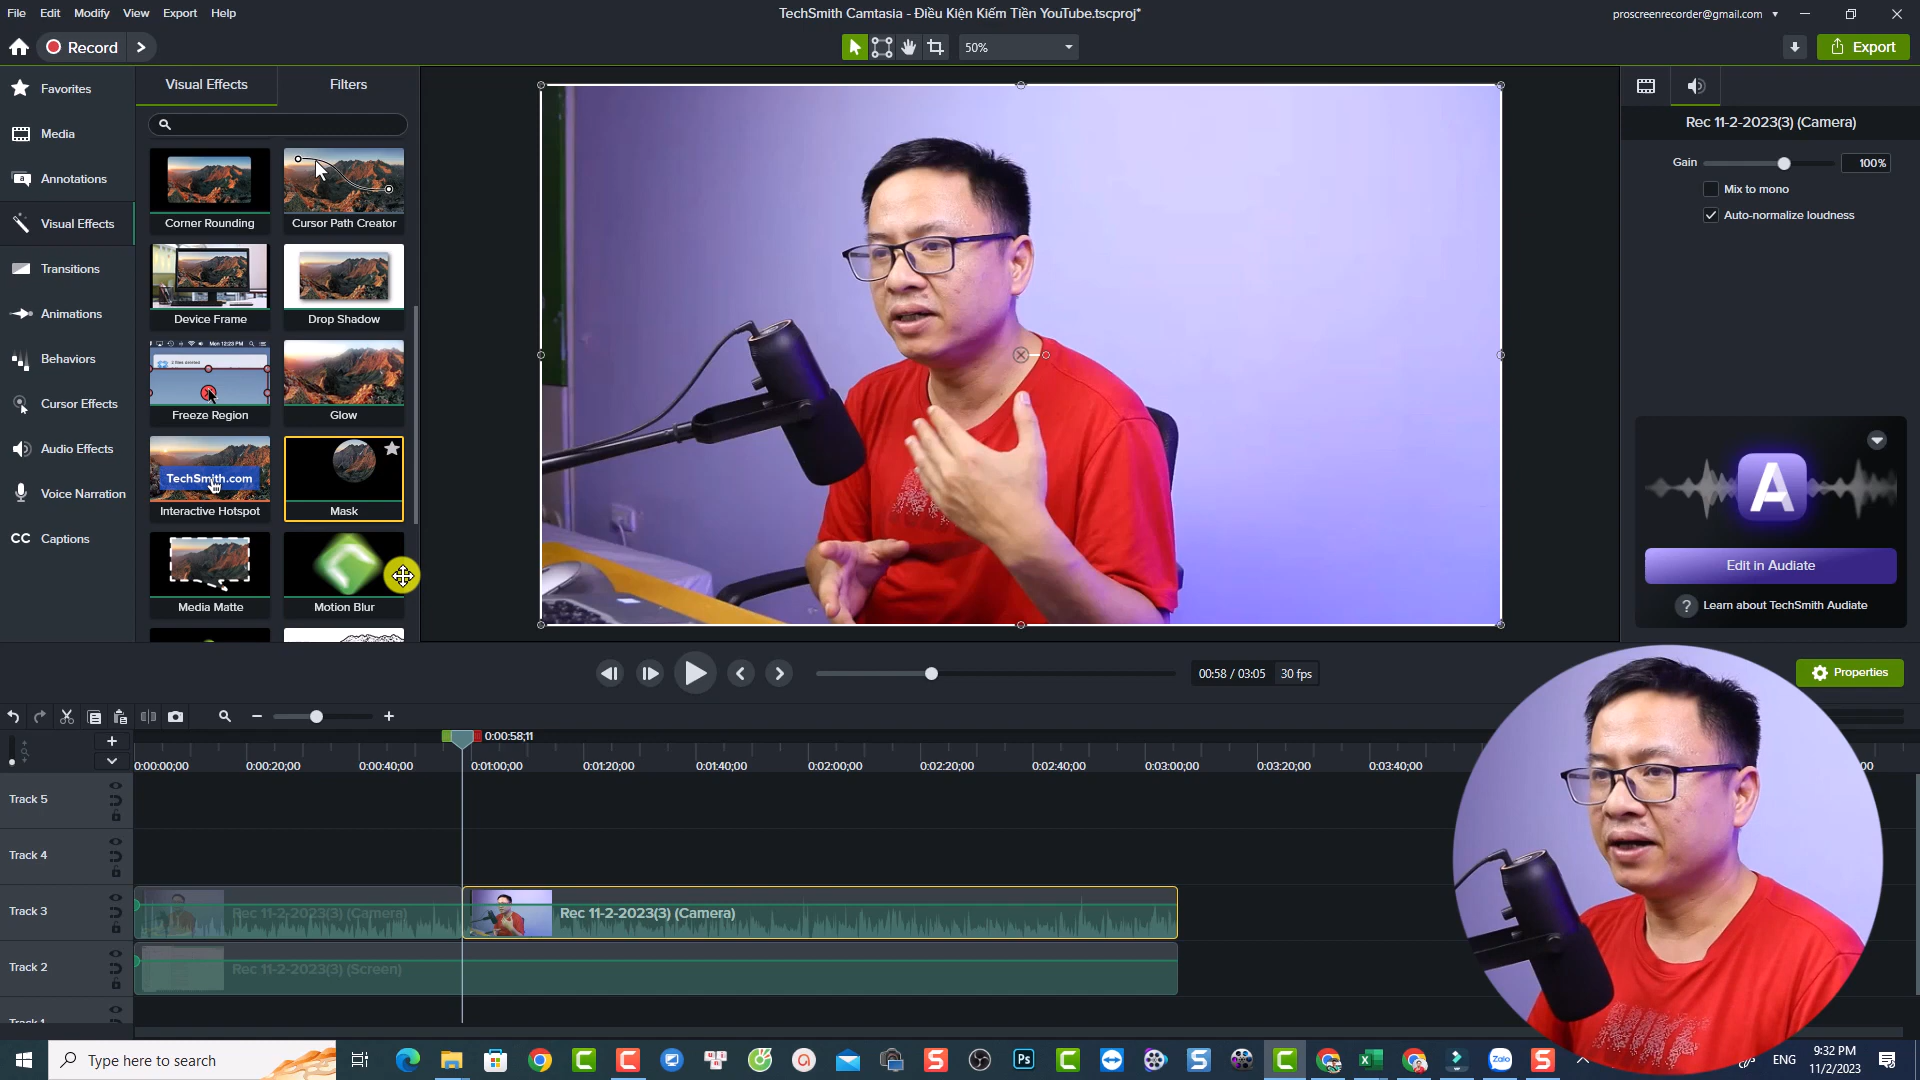 File Edit Modify View Export Help
TechSmith Camtasia - Điều Kiện Kiếm Tiền YouTube.tscproj*
proscreenrecorder@gmail.com
Record
50%
Export
Favorites
Media
Annotations
Visual Effects
Transitions
Animations
Behaviors
Cursor Effects
Audio Effects
Voice Narration
CC Captions
Visual Effects Filters
Corner Rounding Cursor Path Creator
Device Frame Drop Shadow
Mon 12:23 PM
Freeze Region Glow
TechSmith.com
Interactive Hotspot Mask
Media Matte Motion Blur
Rec 11-2-2023(3) (Camera)
Gain 100%
Mix to mono
Auto-normalize loudness
A
Edit in Audiate
? Learn about TechSmith Audiate
00:58 / 03:05 30 fps
Properties
0:00:58;11
0:00:00;00 0:00:20;00 0:00:40;00 0:01:00;00 0:01:20;00 0:01:40;00 0:02:00;00 0:02:20;00 0:02:40;00 0:03:00;00 0:03:20;00 0:03:40;00
Track 5
Track 4
Track 3
Rec 11-2-2023(3) (Camera) Rec 11-2-2023(3) (Camera)
Track 2
Rec 11-2-2023(3) (Screen)
Track 1
Type here to search
Ps
Zalo
ENG
9:32 PM
11/2/2023